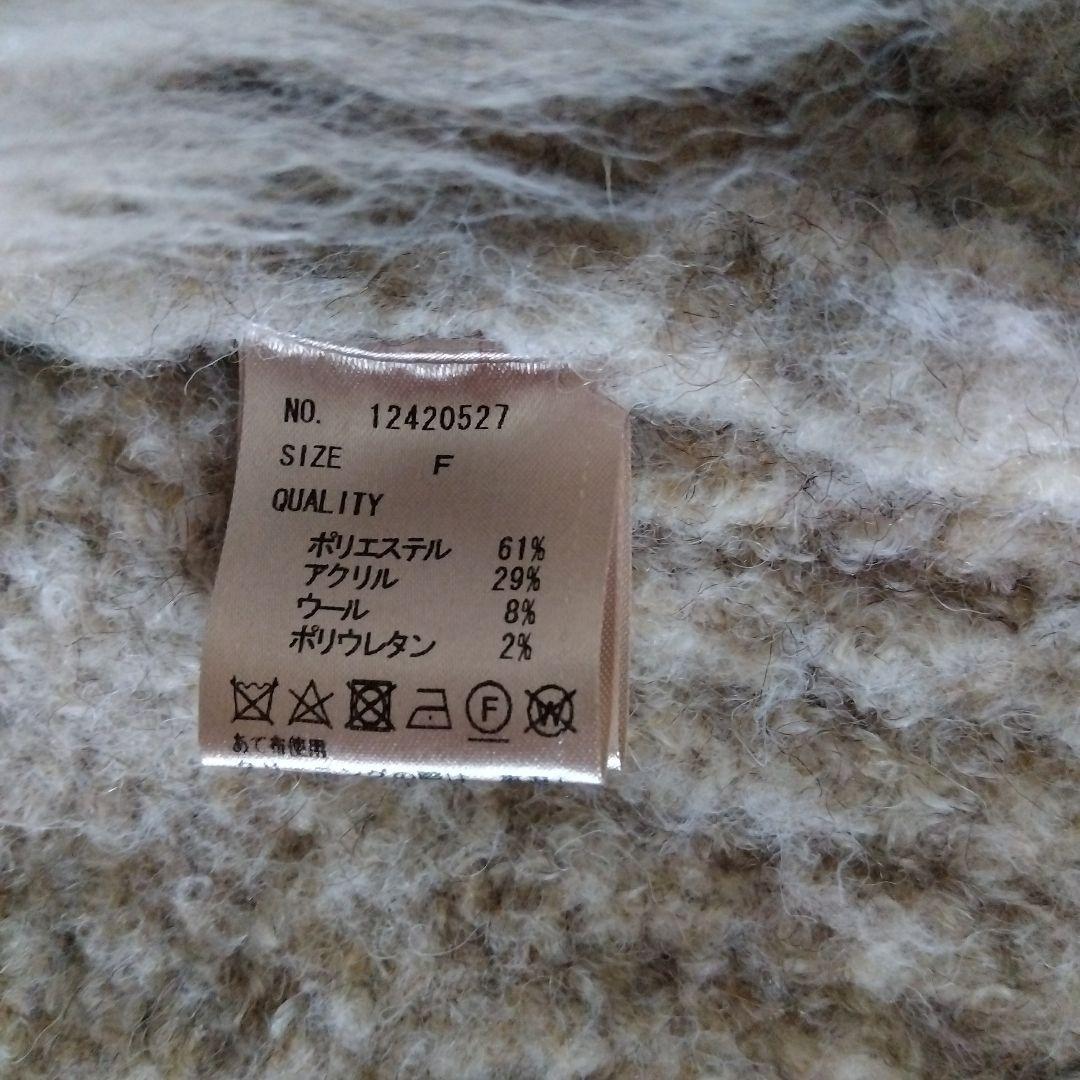 NO. 12420527
SIZE F
QUALITY
ポリエステル 61%
アクリル 29%
ウール 8%
ポリウレタン 2%
F W
あて布使用